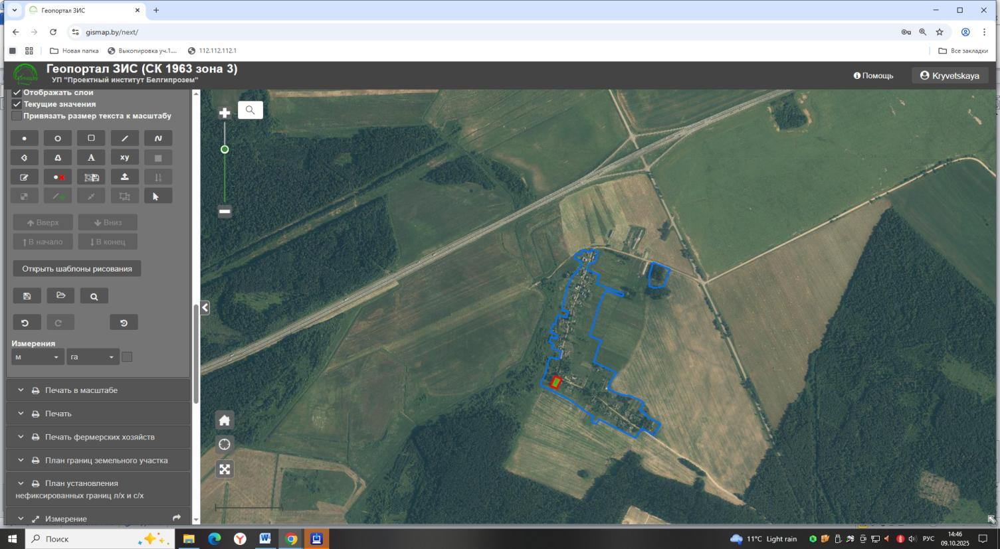 Геопортал ЗИС
gismap.by/next/
Новая папка
Выкопировка уч.1....
112.112.112.1
Все закладки
Геопортал ЗИС (СК 1963 зона 3)
УП "Проектный институт Белгипрозем"
Помощь
Kryvetskaya
Отображать слои
Текущие значения
Привязать размер текста к масштабу
A
xy
Вверх
Вниз
В начало
В конец
Открыть шаблоны рисования
Измерения
м
га
Печать в масштабе
Печать
Печать фермерских хозяйств
План границ земельного участка
План установления
нефиксированных границ л/х и с/х
Измерение
Поиск
11°C Light rain
РУС
14:46
09.10.2025